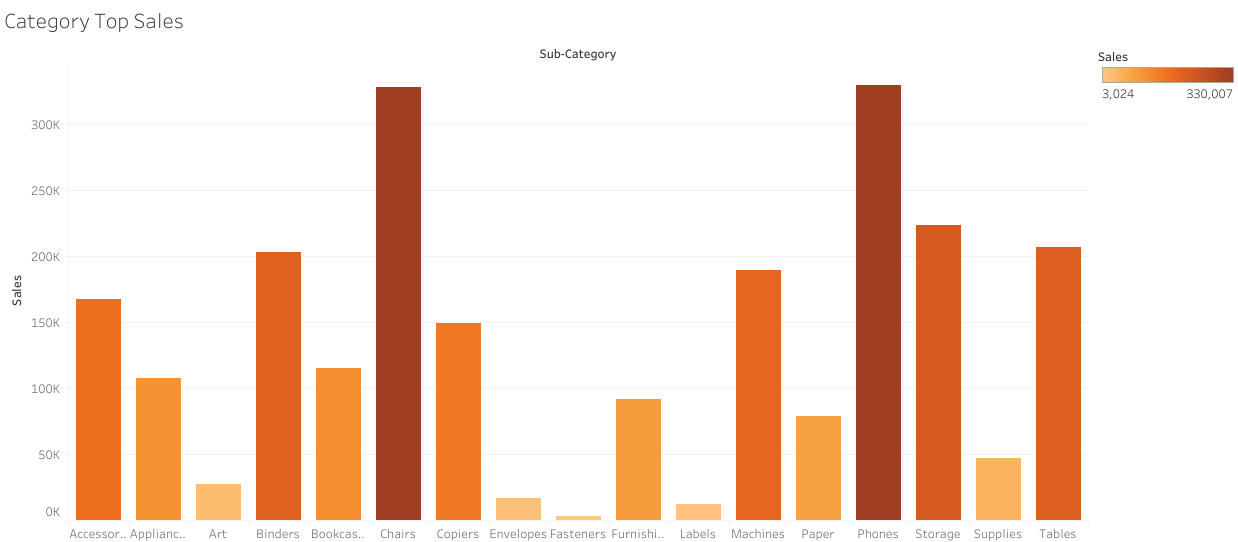 Category Top Sales
Sub-Category
Sales
3,024 330,007
300K
250K
200K
150K
100K
50K
0K
Sales
Accessor.. Applianc.. Art Binders Bookcas.. Chairs Copiers Envelopes Fasteners Furnishi.. Labels Machines Paper Phones Storage Supplies Tables